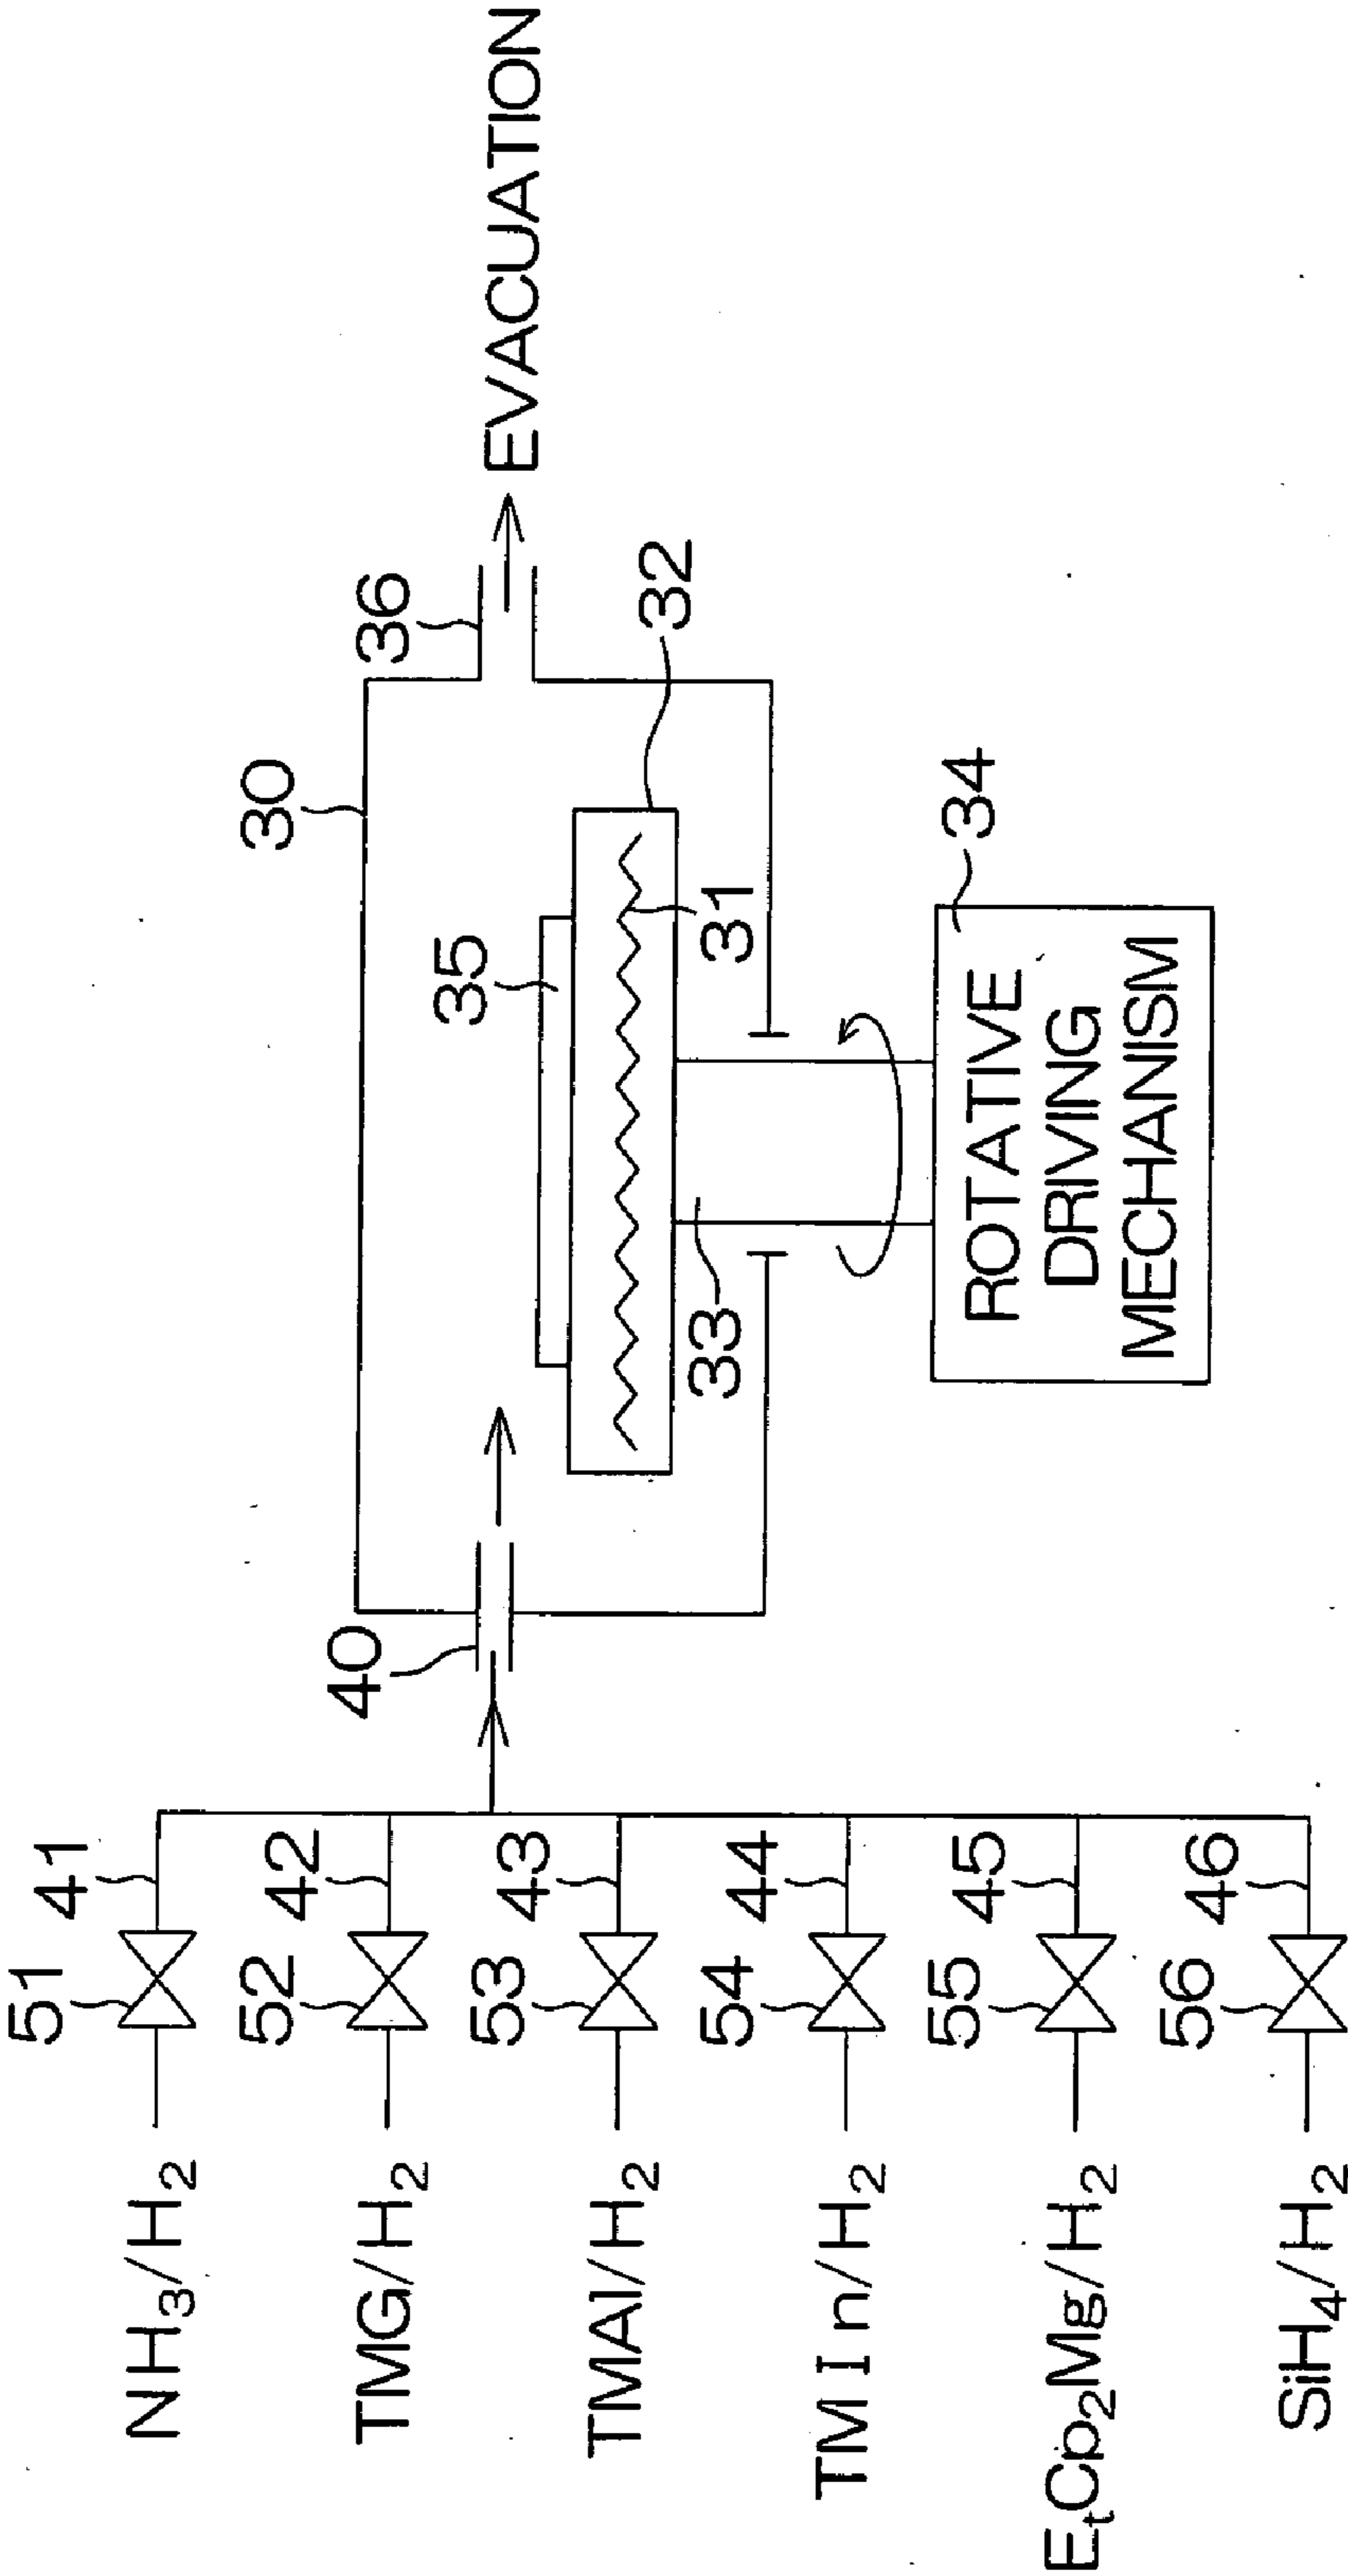 30
36
EVACUATION
40
35
32
31
33
34
ROTATIVE
DRIVING
MECHANISM
NH3/H2
51
41
TMG/H2
52
42
TMAl/H2
53
43
TMIn/H2
54
44
EtCp2Mg/H2
55
45
SiH4/H2
56
46